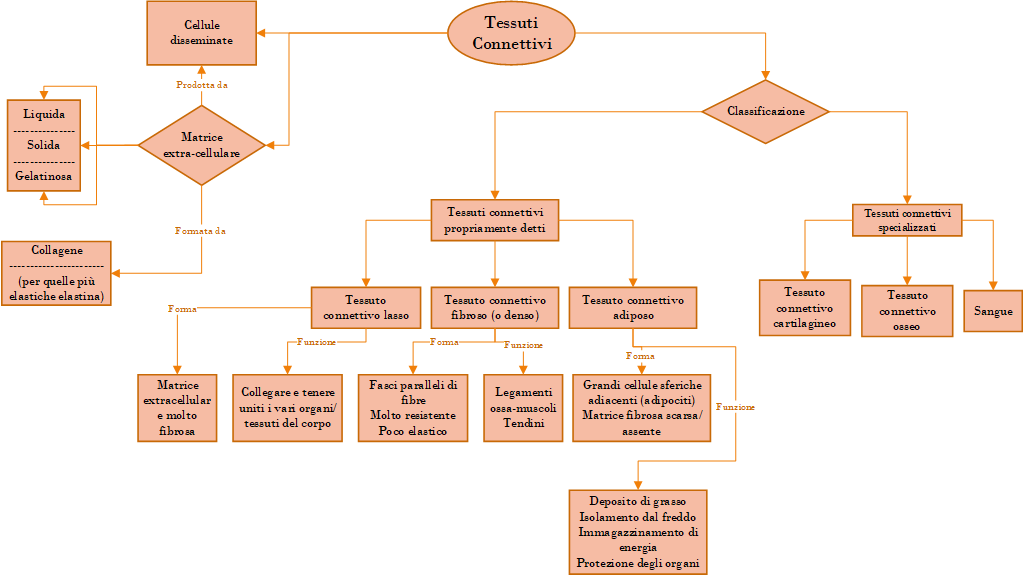 Tessuti
Connettivi
Cellule
disseminate
Prodotta da
Matrice
extra-cellulare
Liquida
---------------
Solida
---------------
Gelatinosa
Formata da
Collagene
-----------------------
(per quelle più
elastiche elastina)
Classificazione
Tessuti connettivi
propriamente detti
Tessuti connettivi
specializzati
Tessuto
connettivo lasso
Tessuto connettivo
fibroso (o denso)
Tessuto connettivo
adiposo
Tessuto
connettivo
cartilagineo
Tessuto
connettivo
osseo
Sangue
Forma
Funzione
Forma
Funzione
Forma
Funzione
Matrice
extracellular
e molto
fibrosa
Collegare e tenere
uniti i vari organi/
tessuti del corpo
Fasci paralleli di
fibre
Molto resistente
Poco elastico
Legamenti
ossa-muscoli
Tendini
Grandi cellule sferiche
adiacenti (adipociti)
Matrice fibrosa scarsa/
assente
Deposito di grasso
Isolamento dal freddo
Immagazzinamento di
energia
Protezione degli organi